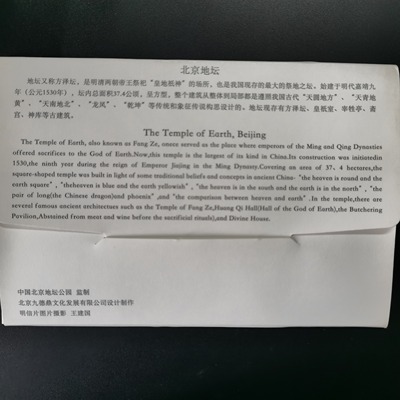 北京地坛
地坛又称方泽坛，是明清两朝帝王祭祀“皇地祇神”的场所，也是我国现存的最大的祭地之坛。始建于明代嘉靖九
年（公元1530年），坛内总面积37.4公顷，呈方型，整个建筑从整体到局部都是遵照我国古代“天圆地方”、“天青地
黄”、“天南地北”、“龙凤”、“乾坤”等传统和象征传说构思设计的。地坛现存有方泽坛、皇祇室、宰牲亭、斋
宫、神库等古建筑。
The Temple of Earth, Beijing
The Temple of Earth, also known as Fang Ze, onece served as the place where emperors of the Ming and Qing Dynasties
offered sacrifices to the God of Earth.Now,this temple is the largest of its kind in China.Its construction was initiatedin
1530,the ninth year during the reign of Emperor Jiajing in the Ming Dynasty.Coveting an area of 37、4 hectares,the
square-shaped temple was built in light of some traditional beliefs and concepts in ancient China- "the heaven is round and the
earth square"，"theheaven is blue and the earth yellowish"，"the heaven is in the south and the earth is in the north"，"the
pair of long(the Chinese dragon)und phoenix"，and "the comparison between heaven and earth".In the temple,there are
several famous ancient architectures such as the Temple of Fang Ze,Huang Qi Hall(Hall of the God of Earth),the Butchering
Pavilion,Abstained from meat and wine before the sacrificial rituals),and Divine House.
中国北京地坛公园 监制
北京九德鼎文化发展有限公司设计制作
明信片图片摄影 王建国